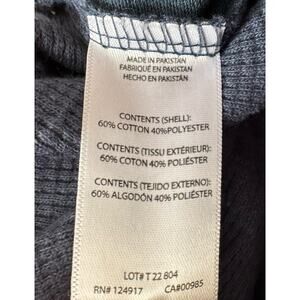 MADE IN PAKISTAN
FABRIQUÉ EN PAKISTAN
HECHO EN PAKISTÁN
CONTENTS (SHELL):
60% COTTON 40%POLYESTER
CONTENTS (TISSU EXTÉRIEUR):
60% COTON 40% POLIÉSTER
CONTENTS (TEJIDO EXTERNO):
60% ALGODÓN 40% POLIÉSTER
LOT# T 22 804
RN# 124917 CA#00985